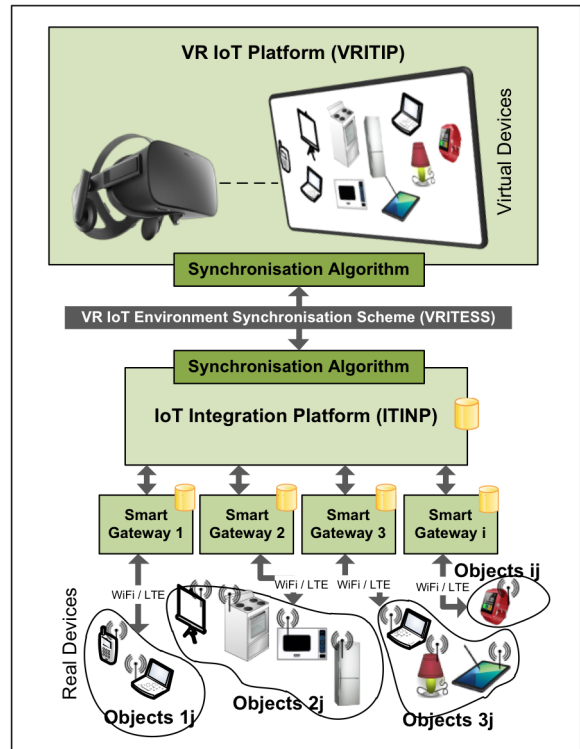 VR IoT Platform (VRITIP)
Virtual Devices
Synchronisation Algorithm
VR IoT Environment Synchronisation Scheme (VRITESS)
Synchronisation Algorithm
IoT Integration Platform (ITINP)
Smart
Gateway 1
Smart
Gateway 2
Smart
Gateway 3
Smart
Gateway i
WiFi / LTE
WiFi / LTE
WiFi / LTE
WiFi / LTE
Objects ij
Real Devices
Objects 1j
Objects 2j
Objects 3j